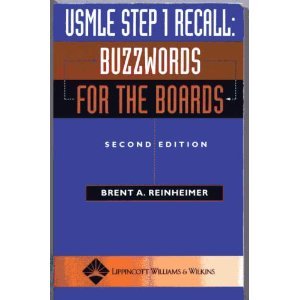 USMLE STEP 1 RECALL:
BUZZWORDS
FOR THE BOARDS
SECOND EDITION
BRENT A. REINHEIMER
LIPPINCOTT WILLIAMS & WILKINS